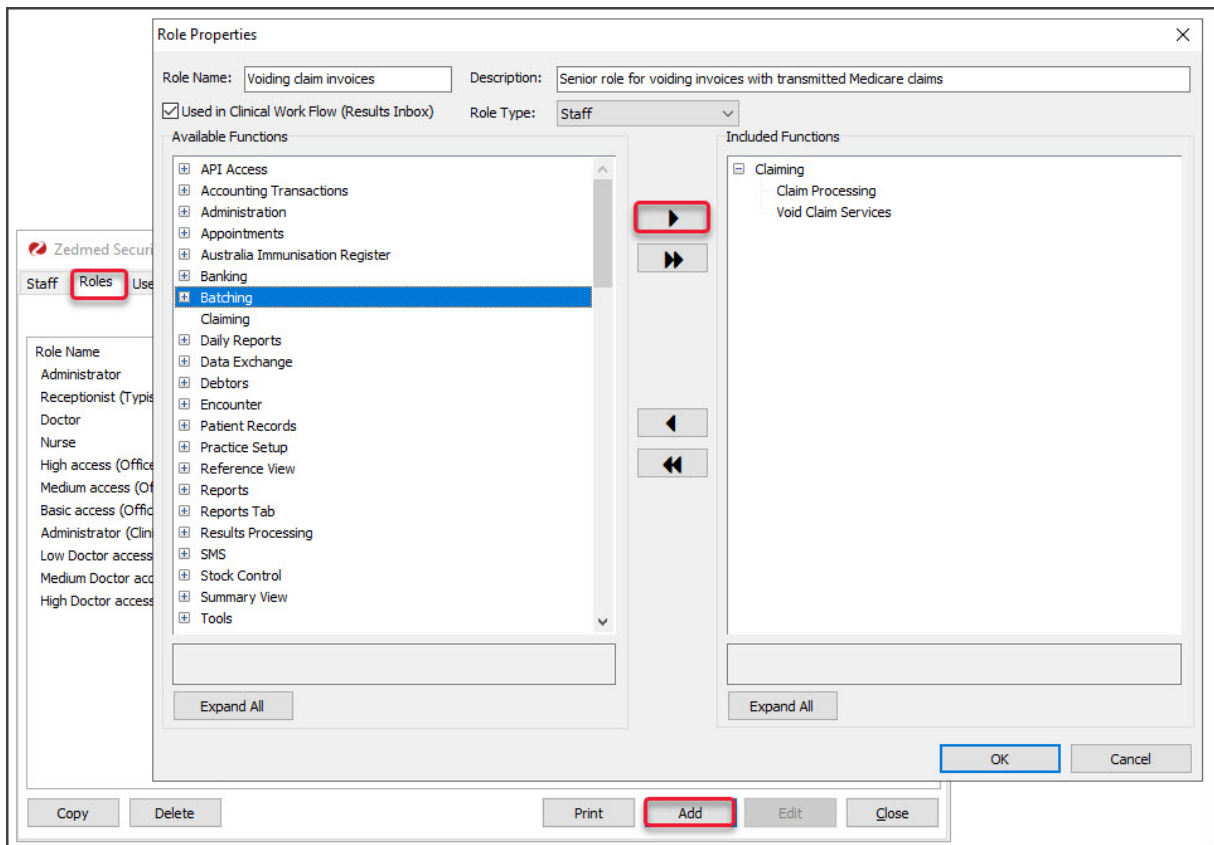 Role Properties
Role Name: Voiding claim invoices Description: Senior role for voiding invoices with transmitted Medicare claims
Used in Clinical Work Flow (Results Inbox) Role Type: Staff
Available Functions Included Functions
API Access
Accounting Transactions
Administration
Appointments
Australia Immunisation Register
Banking
Batching
Claiming
Daily Reports
Data Exchange
Debtors
Encounter
Patient Records
Practice Setup
Reference View
Reports
Reports Tab
Results Processing
SMS
Stock Control
Summary View
Tools
Claiming
Claim Processing
Void Claim Services
Expand All Expand All
OK Cancel
Zedmed Securi
Staff Roles Use
Role Name
Administrator
Receptionist (Typis
Doctor
Nurse
High access (Office
Medium access (Of
Basic access (Offic
Administrator (Clini
Low Doctor access
Medium Doctor acc
High Doctor access
Copy Delete Print Add Edit Close